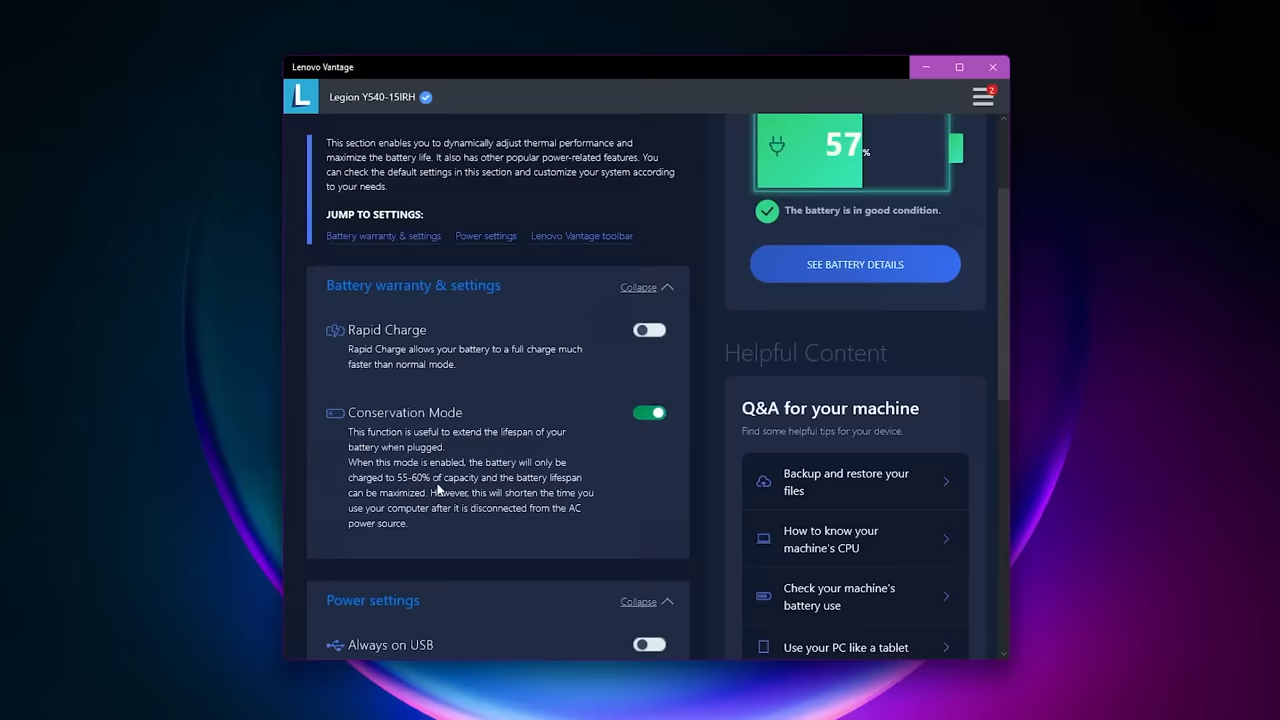 Lenovo Vantage
L
Legion Y540-15IRH
2
This section enables you to dynamically adjust thermal performance and
maximize the battery life. It also has other popular power-related features. You
can check the default settings in this section and customize your system according
to your needs.
JUMP TO SETTINGS:
Battery warranty & settings Power settings Lenovo Vantage toolbar
Battery warranty & settings
Collapse
Rapid Charge
Rapid Charge allows your battery to a full charge much
faster than normal mode.
Conservation Mode
This function is useful to extend the lifespan of your
battery when plugged.
When this mode is enabled, the battery will only be
charged to 55-60% of capacity and the battery lifespan
can be maximized. However, this will shorten the time you
use your computer after it is disconnected from the AC
power source.
Power settings
Collapse
Always on USB
57%
The battery is in good condition.
SEE BATTERY DETAILS
Helpful Content
Q&A for your machine
Find some helpful tips for your device.
Backup and restore your
files
How to know your
machine's CPU
Check your machine's
battery use
Use your PC like a tablet